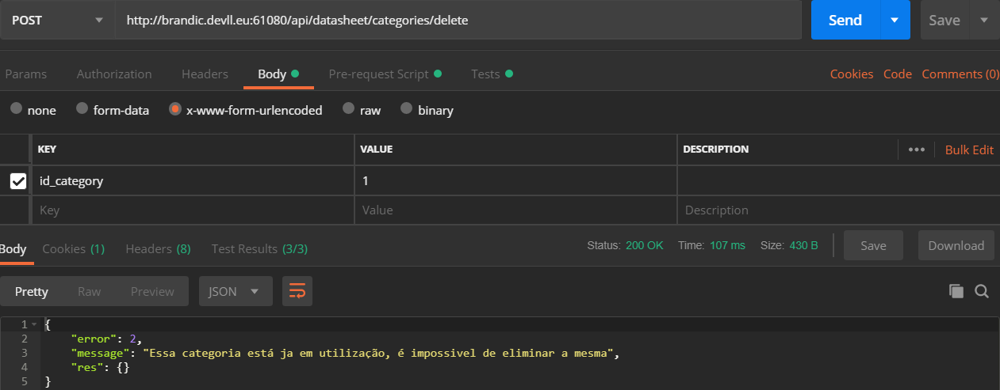 POST http://brandic.devll.eu:61080/api/datasheet/categories/delete Send Save
Params Authorization Headers Body Pre-request Script Tests Cookies Code Comments (0)
none form-data x-www-form-urlencoded raw binary
KEY VALUE DESCRIPTION ••• Bulk Edit
id_category 1
Key Value Description
Body Cookies (1) Headers (8) Test Results (3/3) Status: 200 OK Time: 107 ms Size: 430 B Save Download
Pretty Raw Preview JSON
1 {
2 "error": 2,
3 "message": "Essa categoria está ja em utilização, é impossivel de eliminar a mesma",
4 "res": {}
5 }